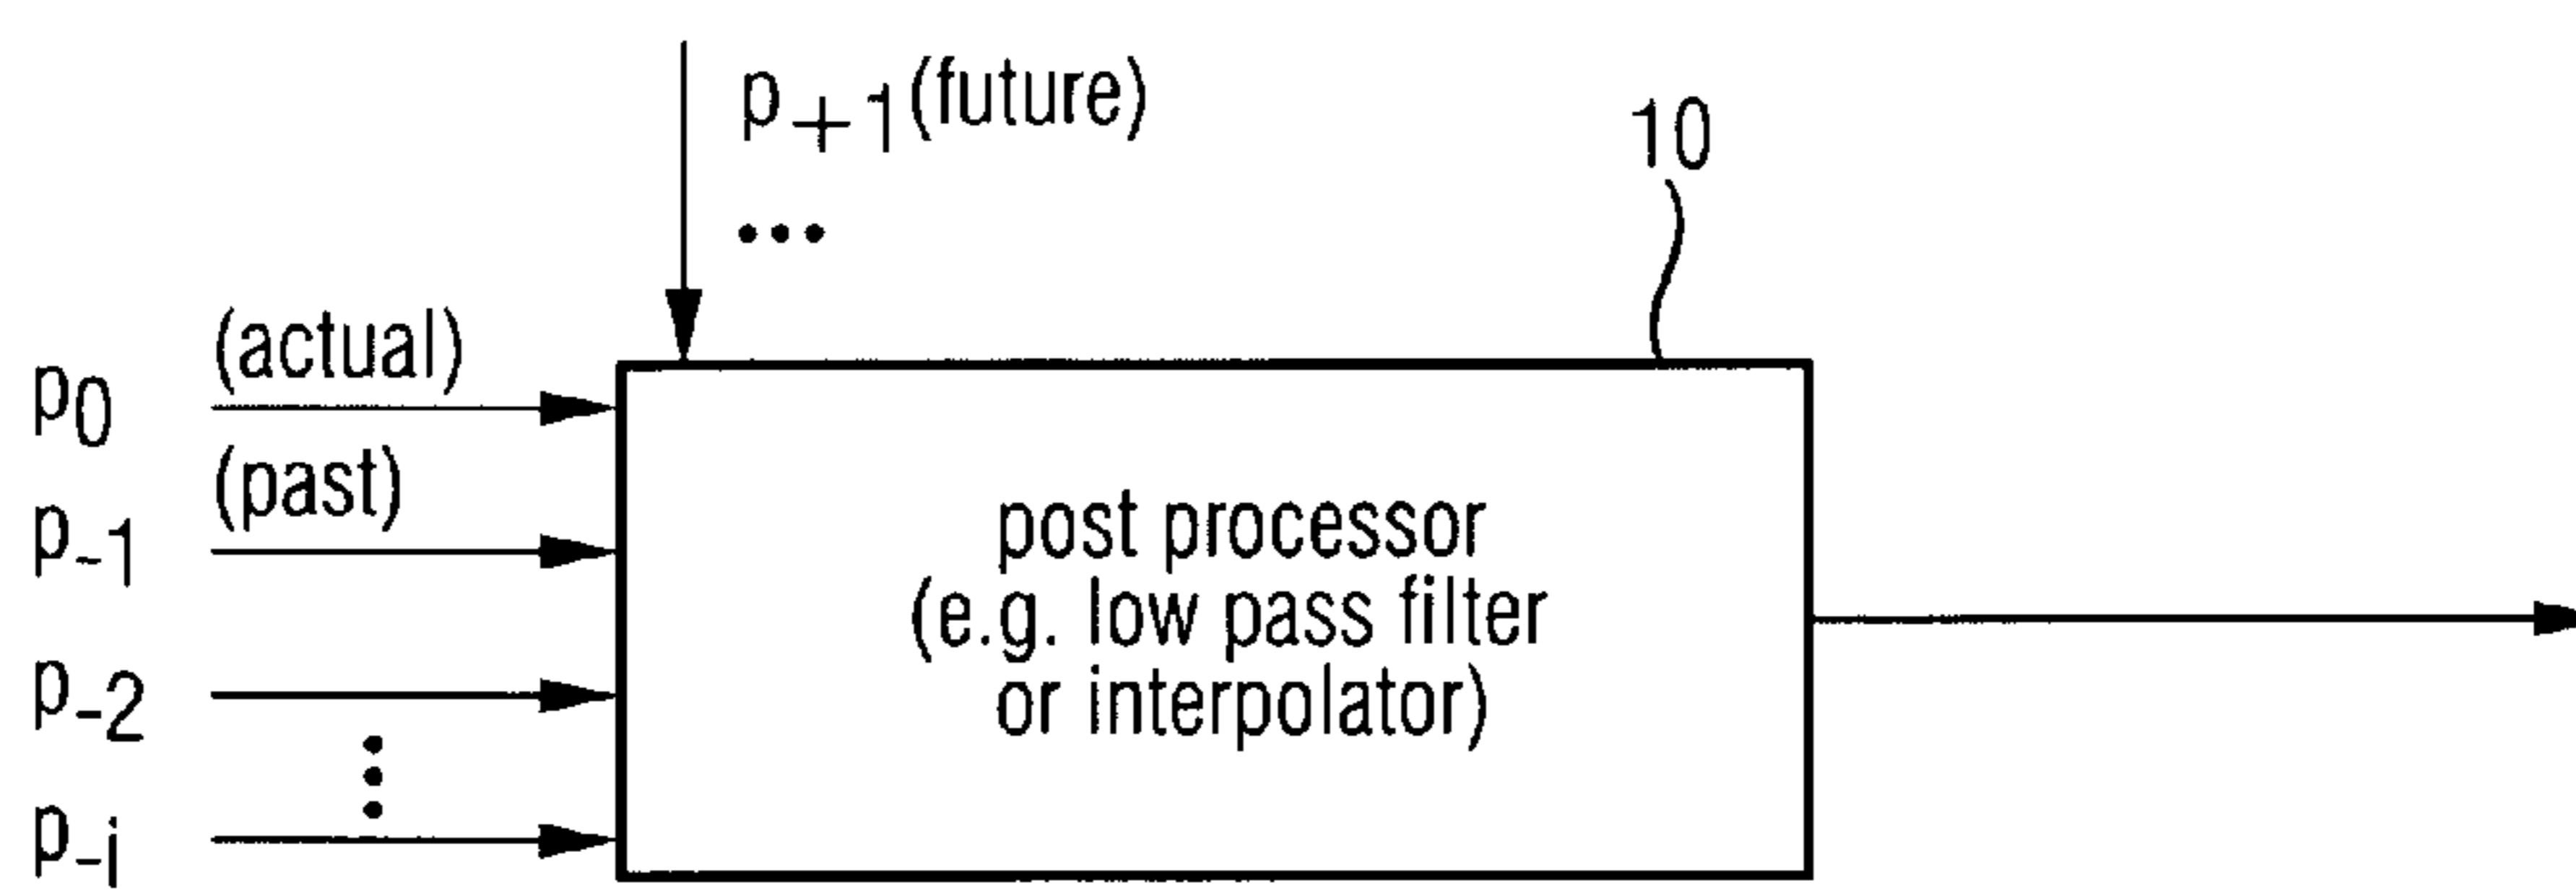 p+1(future)
...
10
(actual)
p0
(past)
p-1
p-2
p-i
post processor
(e.g. low pass filter
or interpolator)